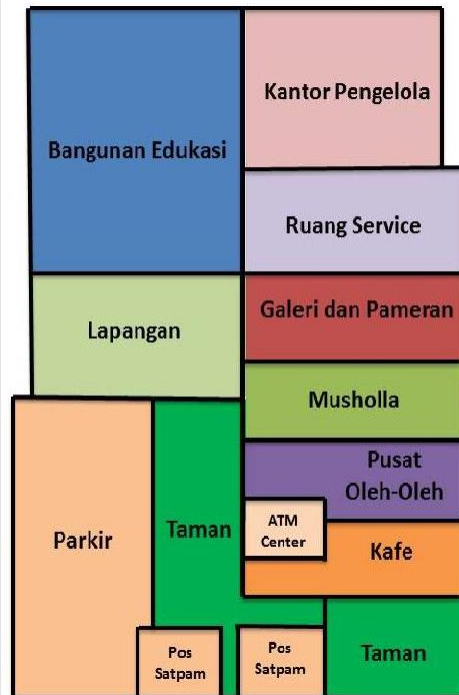 Kantor Pengelola
Bangunan Edukasi
Ruang Service
Galeri dan Pameran
Lapangan
Musholla
Pusat
Oleh-Oleh
ATM
Center
Taman
Parkir
Kafe
Pos
Satpam
Pos
Satpam
Taman